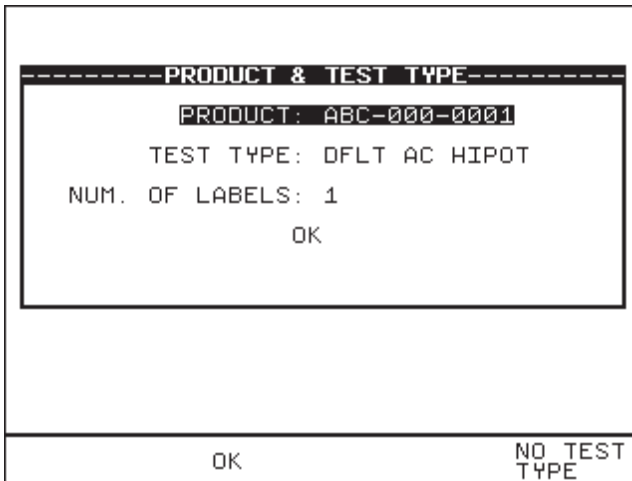 ---------PRODUCT & TEST TYPE----------
PRODUCT: ABC-000-0001
TEST TYPE: DFLT AC HIPOT
NUM. OF LABELS: 1
OK
OK
NO TEST
TYPE